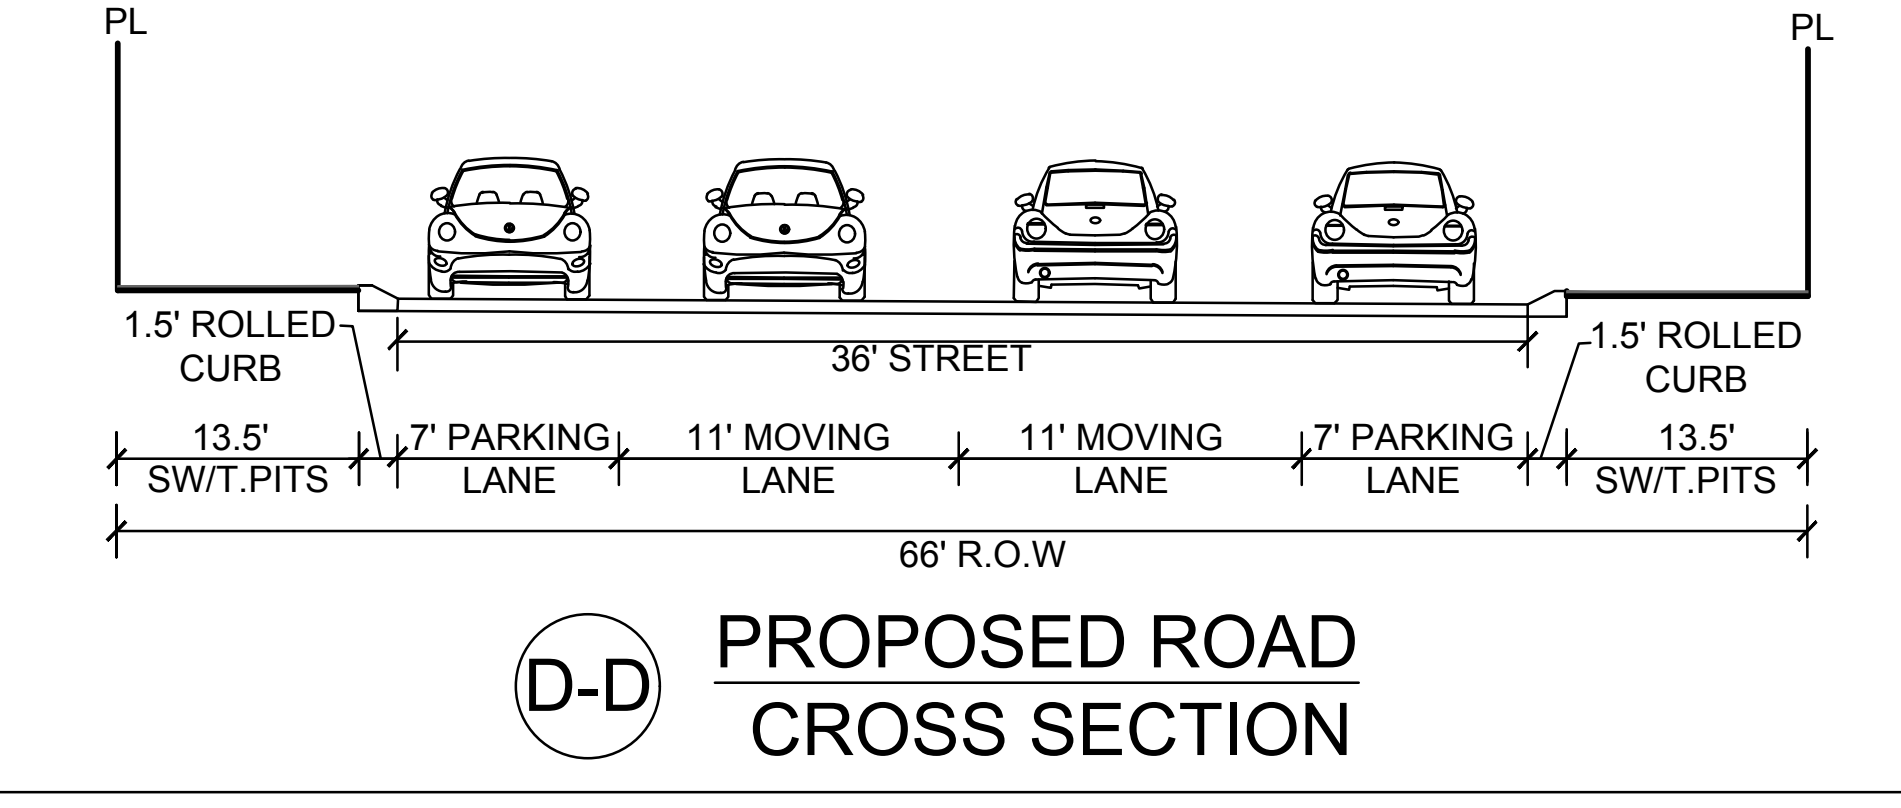 PL
PL
1.5' ROLLED
CURB
36' STREET
1.5' ROLLED
CURB
13.5'
SW/T.PITS
7' PARKING
LANE
11' MOVING
LANE
11' MOVING
LANE
7' PARKING
LANE
13.5'
SW/T.PITS
66' R.O.W
D-D
PROPOSED ROAD
CROSS SECTION